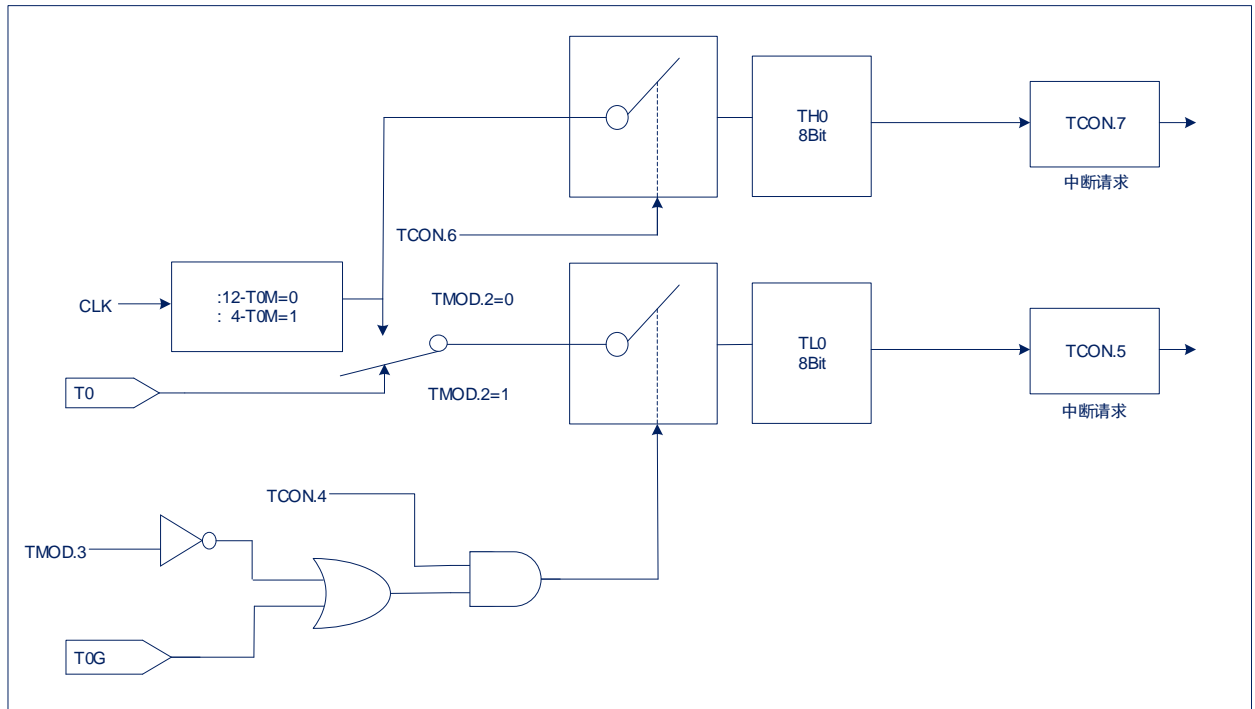 TH0
8Bit
TCON.7
中断请求
TCON.6
CLK
:12-T0M=0
: 4-T0M=1
TMOD.2=0
TL0
8Bit
TCON.5
中断请求
T0
TMOD.2=1
TCON.4
TMOD.3
T0G